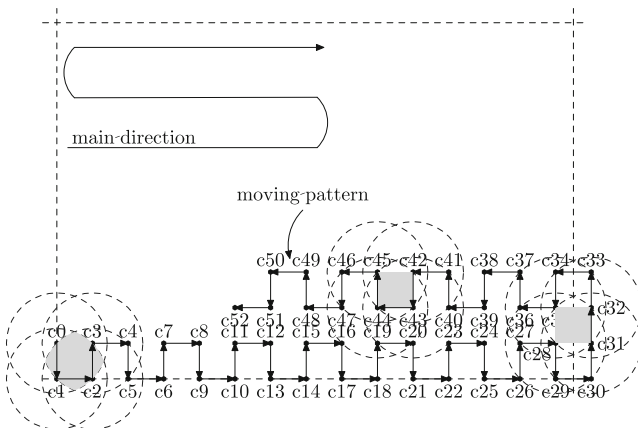 main-direction
moving-pattern
c50 c49 c46 c45 c42 c41 c38 c37 c34 c33
c52 c51 c48 c47 c44 c43 c40 c39 c36 c32
c0 c3 c4 c7 c8 c11 c12 c15 c16 c19 c20 c23 c24 c27 c28 c31
c1 c2 c5 c6 c9 c10 c13 c14 c17 c18 c21 c22 c25 c26 c29 c30